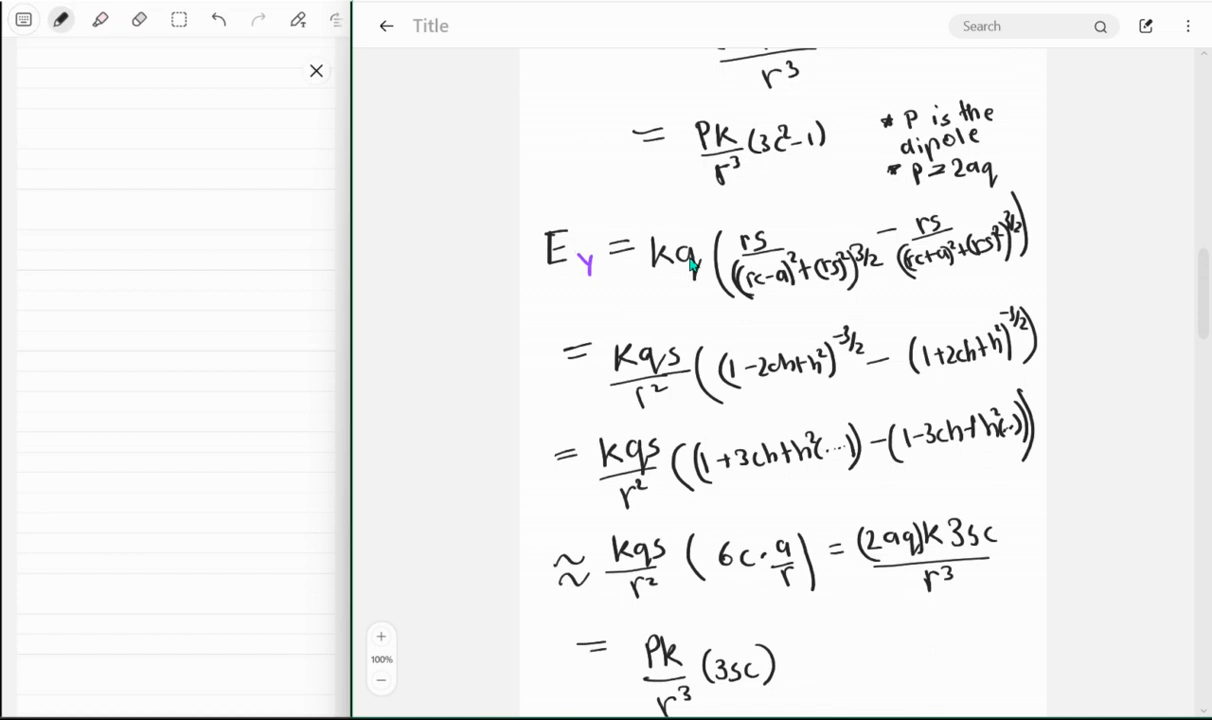 Title
Search
r³
= Pk/r³ (3c²-1)
* P is the
dipole
* p = 2aq
E_Y = kq ( rs/((rc-a)²+(rs)²)^3/2 - rs/((rc+a)²+(rs)²)^3/2 )
= kqs/r² ( (1-2ch+h²)^-3/2 - (1+2ch+h²)^-3/2 )
= kqs/r² ( (1+3ch+h²(...)) - (1-3ch+h²(..)) )
≈ kqs/r² ( 6c · a/r ) = (2aq)k3sc/r³
= Pk/r³ (3sc)
100%